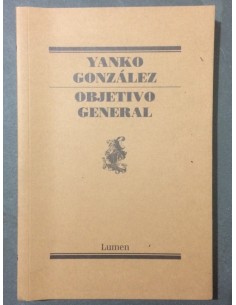 YANKO
GONZÁLEZ
OBJETIVO
GENERAL
Lumen